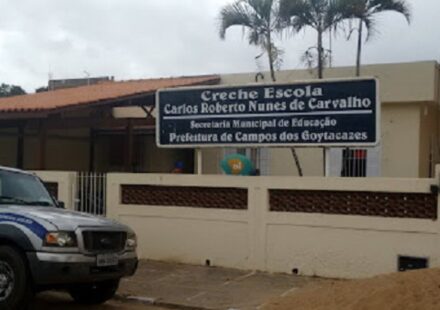 Creche Escola
Carlos Roberto Nunes de Carvalho
Secretaria Municipal de Educação
Prefeitura de Campos dos Goytacazes